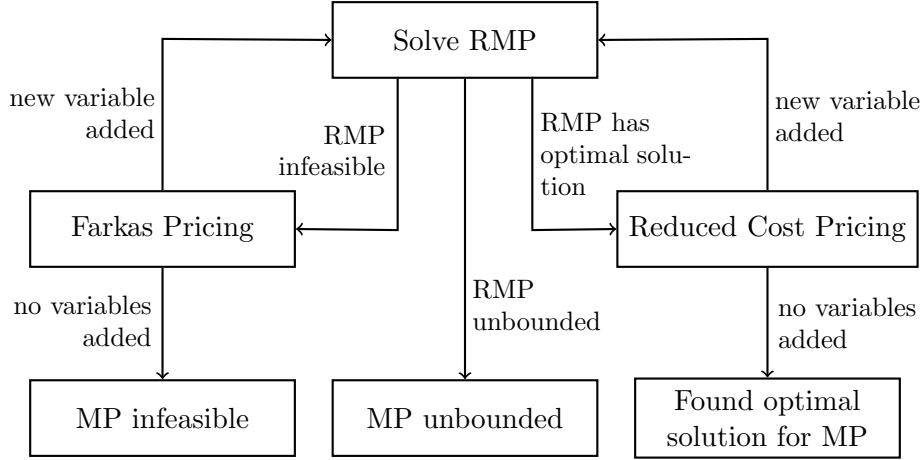 Solve RMP
new variable
added
RMP
infeasible
RMP has
optimal solu-
tion
new variable
added
Farkas Pricing
Reduced Cost Pricing
no variables
added
RMP
unbounded
no variables
added
MP infeasible
MP unbounded
Found optimal
solution for MP